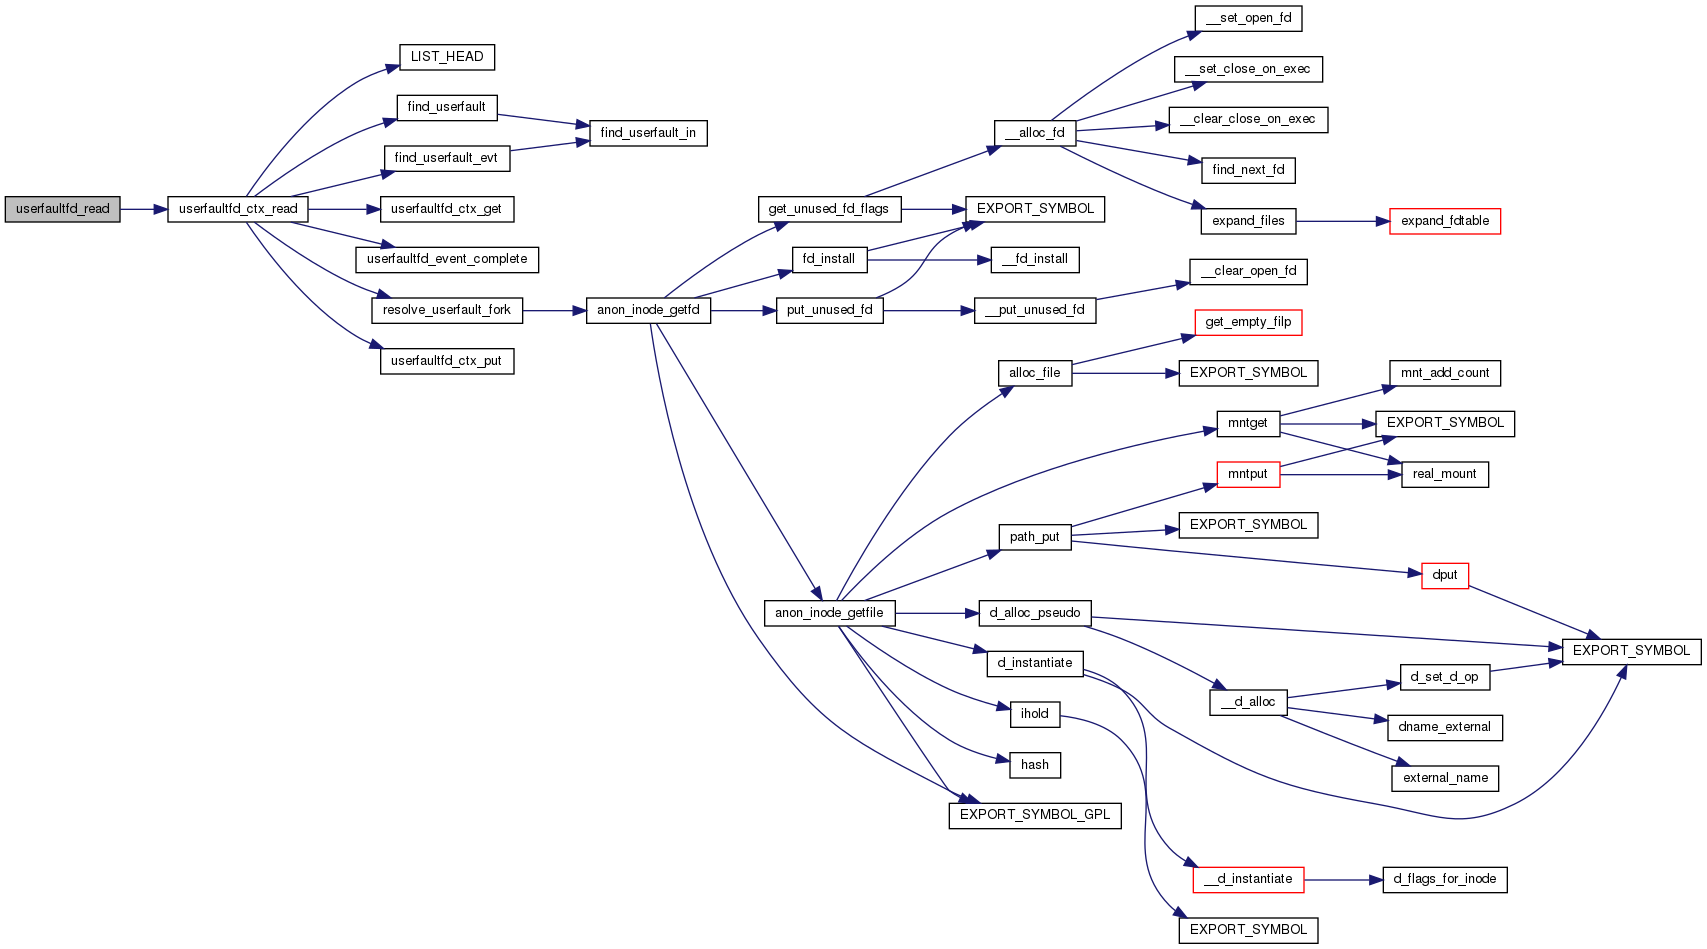 __set_open_fd
LIST_HEAD
__set_close_on_exec
find_userfault
__clear_close_on_exec
find_userfault_in
__alloc_fd
find_userfault_evt
find_next_fd
userfaultfd_read
userfaultfd_ctx_read
userfaultfd_ctx_get
get_unused_fd_flags
EXPORT_SYMBOL
expand_files
expand_fdtable
userfaultfd_event_complete
fd_install
__fd_install
__clear_open_fd
resolve_userfault_fork
anon_inode_getfd
put_unused_fd
__put_unused_fd
get_empty_filp
userfaultfd_ctx_put
alloc_file
EXPORT_SYMBOL
mnt_add_count
mntget
EXPORT_SYMBOL
mntput
real_mount
path_put
EXPORT_SYMBOL
dput
anon_inode_getfile
d_alloc_pseudo
EXPORT_SYMBOL
d_instantiate
d_set_d_op
__d_alloc
ihold
dname_external
hash
external_name
EXPORT_SYMBOL_GPL
__d_instantiate
d_flags_for_inode
EXPORT_SYMBOL